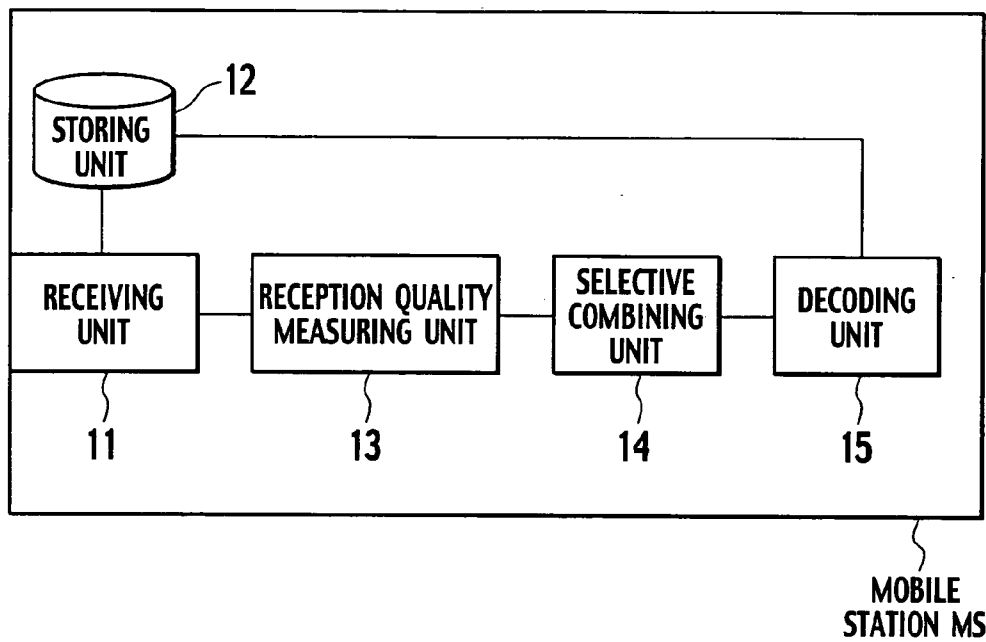 12
STORING
UNIT
RECEIVING
UNIT
RECEPTION QUALITY
MEASURING UNIT
SELECTIVE
COMBINING
UNIT
DECODING
UNIT
11
13
14
15
MOBILE
STATION MS